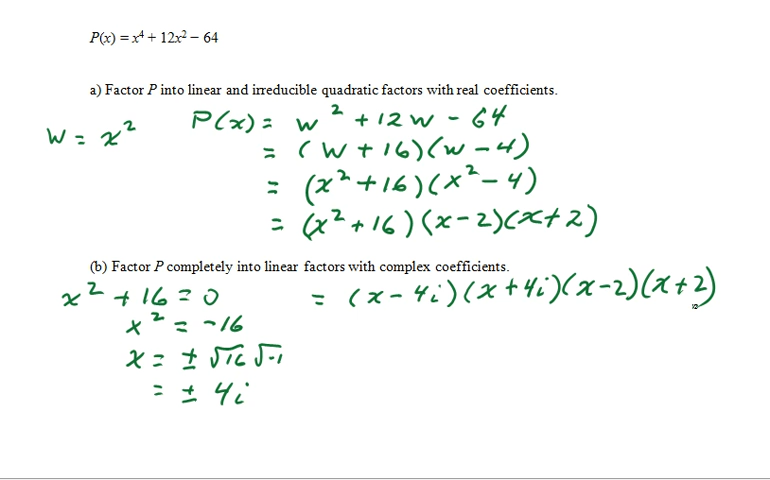 P(x) = x⁴ + 12x² – 64
a) Factor P into linear and irreducible quadratic factors with real coefficients.
w = x² P(x) = w² + 12w - 64
= (w + 16)(w - 4)
= (x² + 16)(x² - 4)
= (x² + 16)(x - 2)(x + 2)
(b) Factor P completely into linear factors with complex coefficients.
x² + 16 = 0 = (x - 4i)(x + 4i)(x - 2)(x + 2)
x² = -16
x = ± √16 √-1
= ± 4i